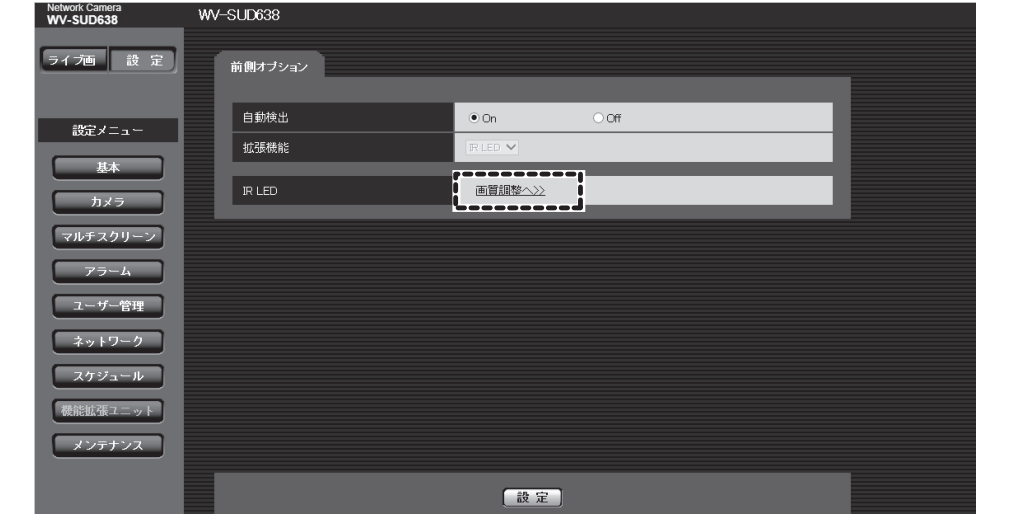 Network Camera
WV-SUD638
WV-SUD638
ライブ画 設 定
前側オプション
自動検出 On Off
設定メニュー
拡張機能 IR LED
基本
IR LED 画質調整へ>>
カメラ
マルチスクリーン
アラーム
ユーザー管理
ネットワーク
スケジュール
機能拡張ユニット
メンテナンス
設 定